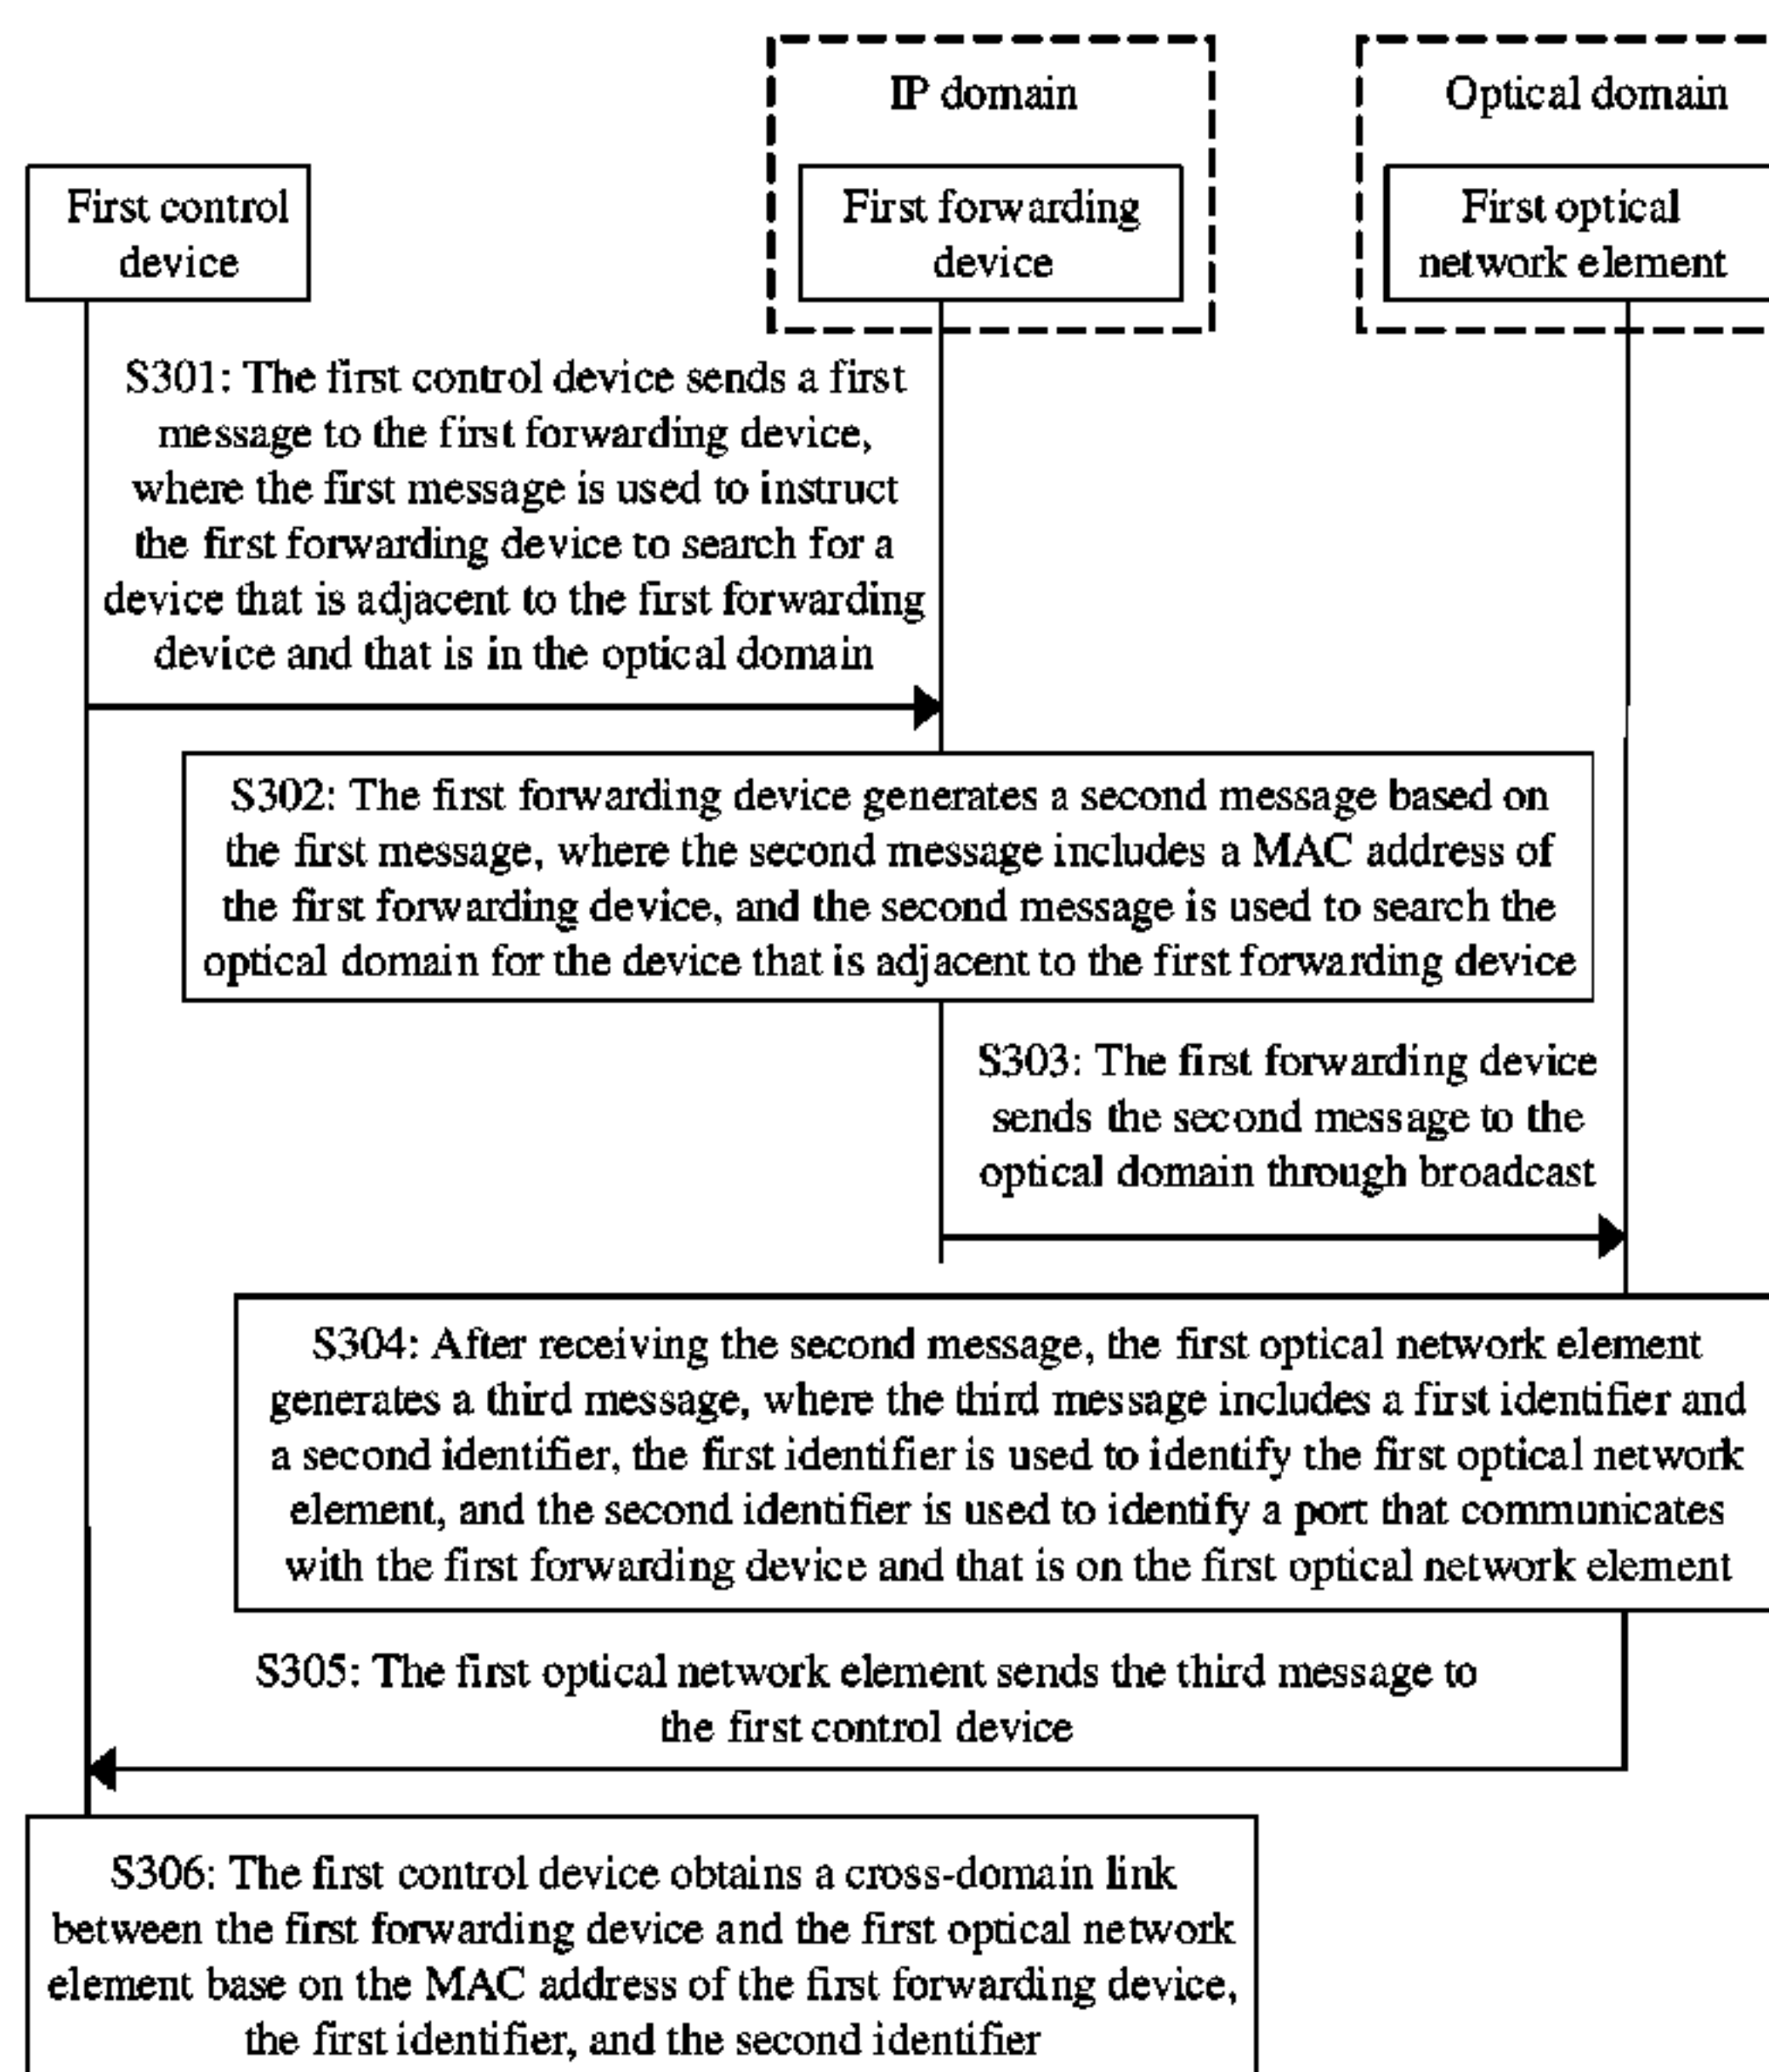 IP domain
Optical domain
First control
device
First forwarding
device
First optical
network element
S301: The first control device sends a first
message to the first forwarding device,
where the first message is used to instruct
the first forwarding device to search for a
device that is adjacent to the first forwarding
device and that is in the optical domain
S302: The first forwarding device generates a second message based on
the first message, where the second message includes a MAC address of
the first forwarding device, and the second message is used to search the
optical domain for the device that is adjacent to the first forwarding device
S303: The first forwarding device
sends the second message to the
optical domain through broadcast
S304: After receiving the second message, the first optical network element
generates a third message, where the third message includes a first identifier and
a second identifier, the first identifier is used to identify the first optical network
element, and the second identifier is used to identify a port that communicates
with the first forwarding device and that is on the first optical network element
S305: The first optical network element sends the third message to
the first control device
S306: The first control device obtains a cross-domain link
between the first forwarding device and the first optical network
element base on the MAC address of the first forwarding device,
the first identifier, and the second identifier